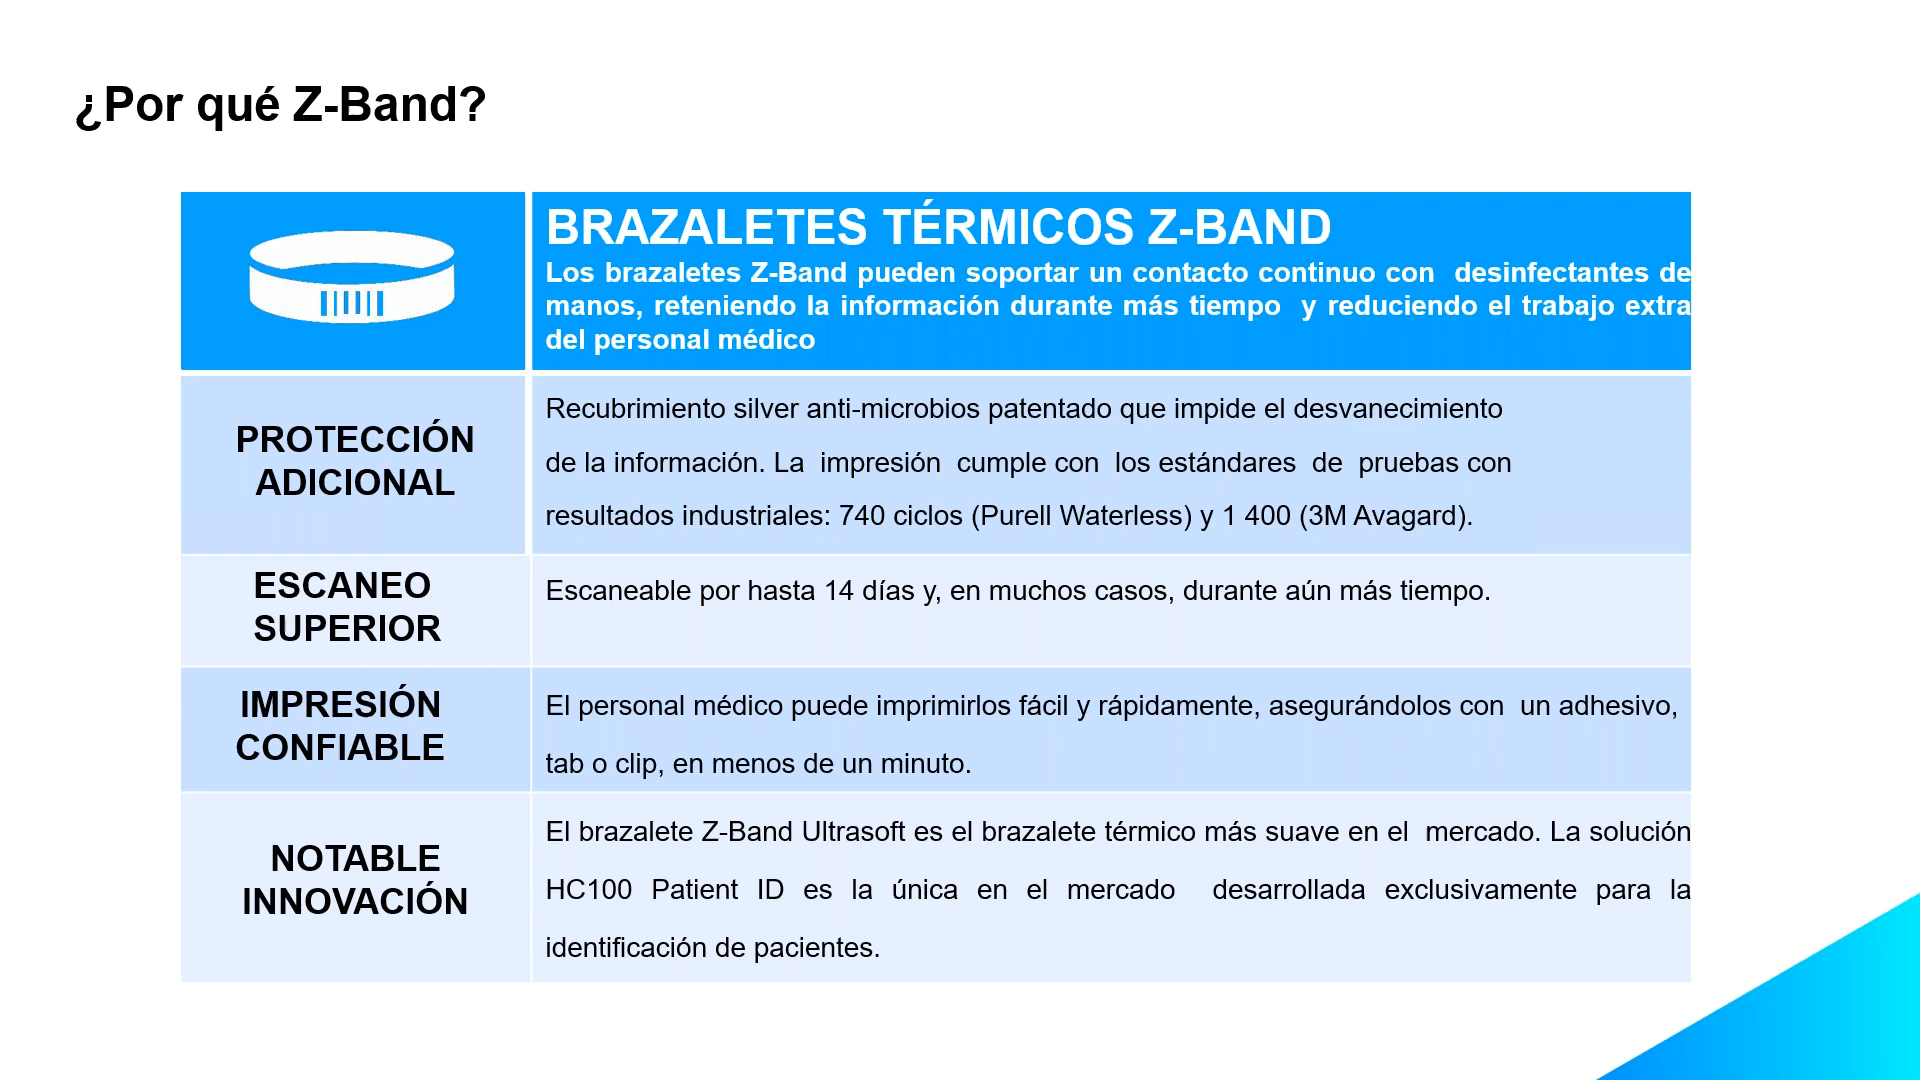 ¿Por qué Z-Band?
BRAZALETES TÉRMICOS Z-BAND
Los brazaletes Z-Band pueden soportar un contacto continuo con desinfectantes de
manos, reteniendo la información durante más tiempo y reduciendo el trabajo extra
del personal médico
PROTECCIÓN
ADICIONAL
Recubrimiento silver anti-microbios patentado que impide el desvanecimiento
de la información. La impresión cumple con los estándares de pruebas con
resultados industriales: 740 ciclos (Purell Waterless) y 1 400 (3M Avagard).
ESCANEO
SUPERIOR
Escaneable por hasta 14 días y, en muchos casos, durante aún más tiempo.
IMPRESIÓN
CONFIABLE
El personal médico puede imprimirlos fácil y rápidamente, asegurándolos con un adhesivo,
tab o clip, en menos de un minuto.
NOTABLE
INNOVACIÓN
El brazalete Z-Band Ultrasoft es el brazalete térmico más suave en el mercado. La solución
HC100 Patient ID es la única en el mercado desarrollada exclusivamente para la
identificación de pacientes.